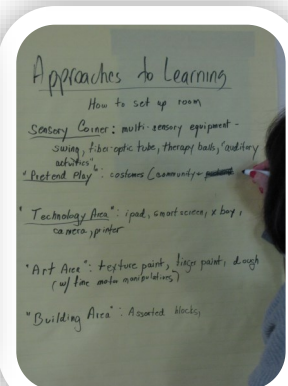 Approaches to Learning
How to set up room
Sensory Corner: multi-sensory equipment -
swing, fiber-optic tube, therapy balls, "auditory
activities",
"Pretend Play": costumes (community
"Technology Area": ipad, smart screen, x box,
camera, printer
"Art Area": texture paint, finger paint, dough
(w/ fine motor manipulatives")
"Building Area": Assorted blocks,